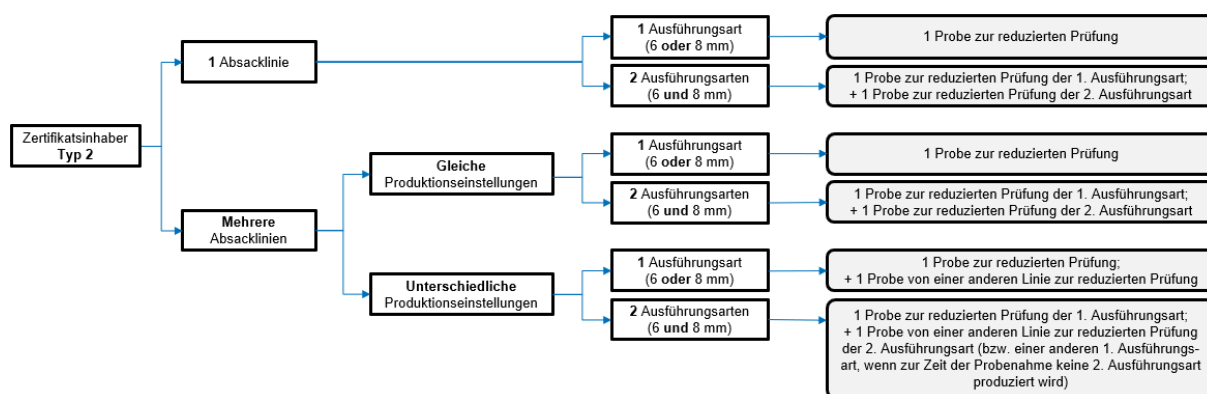 Zertifikatsinhaber
Typ 2
1 Absacklinie
1 Ausführungsart
(6 oder 8 mm)
1 Probe zur reduzierten Prüfung
2 Ausführungsarten
(6 und 8 mm)
1 Probe zur reduzierten Prüfung der 1. Ausführungsart;
+ 1 Probe zur reduzierten Prüfung der 2. Ausführungsart
Mehrere
Absacklinien
Gleiche
Produktionseinstellungen
1 Ausführungsart
(6 oder 8 mm)
1 Probe zur reduzierten Prüfung
2 Ausführungsarten
(6 und 8 mm)
1 Probe zur reduzierten Prüfung der 1. Ausführungsart;
+ 1 Probe zur reduzierten Prüfung der 2. Ausführungsart
Unterschiedliche
Produktionseinstellungen
1 Ausführungsart
(6 oder 8 mm)
1 Probe zur reduzierten Prüfung;
+ 1 Probe von einer anderen Linie zur reduzierten Prüfung
2 Ausführungsarten
(6 und 8 mm)
1 Probe zur reduzierten Prüfung der 1. Ausführungsart;
+ 1 Probe von einer anderen Linie zur reduzierten Prüfung
der 2. Ausführungsart (bzw. einer anderen 1. Ausführungs-
art, wenn zur Zeit der Probenahme keine 2. Ausführungsart
produziert wird)